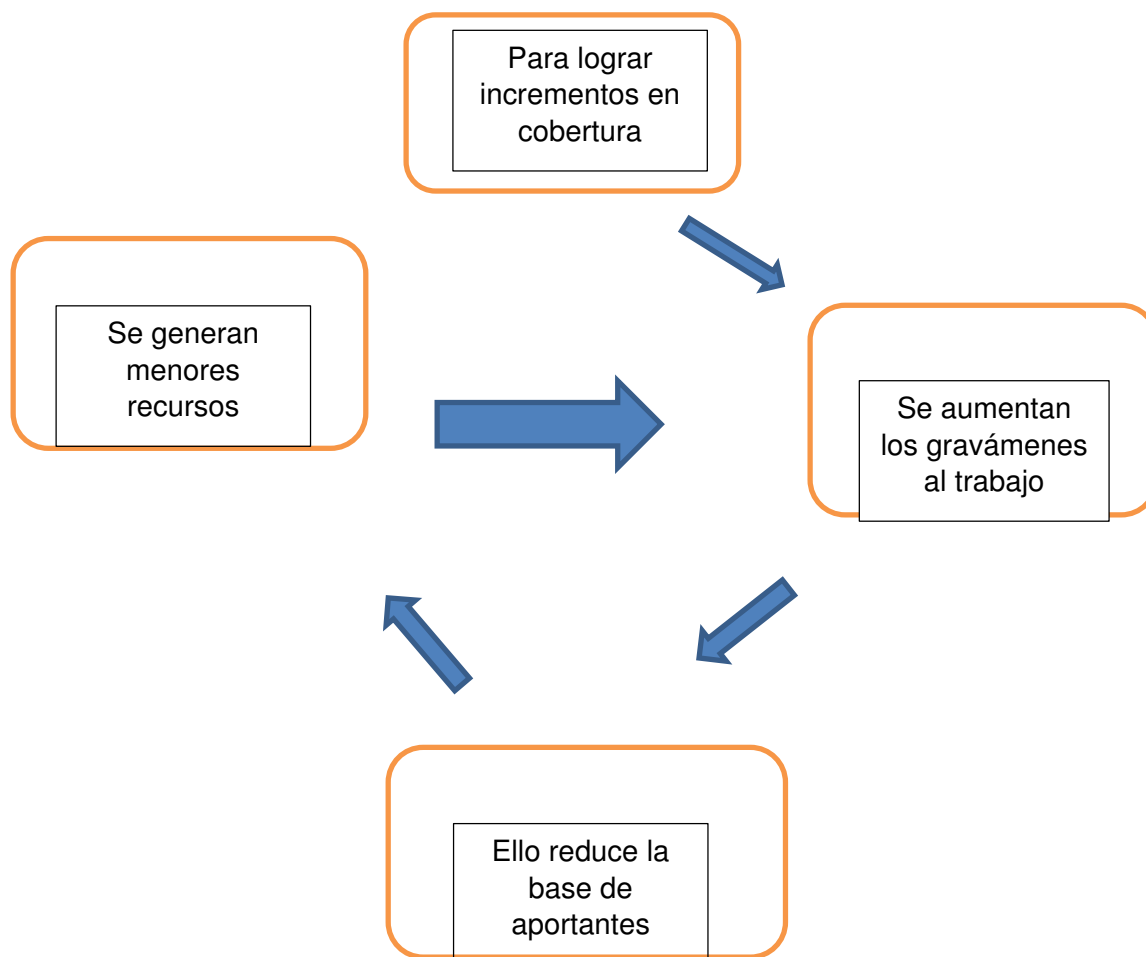 Para lograr
incrementos en
cobertura
Se generan
menores
recursos
Se aumentan
los gravámenes
al trabajo
Ello reduce la
base de
aportantes